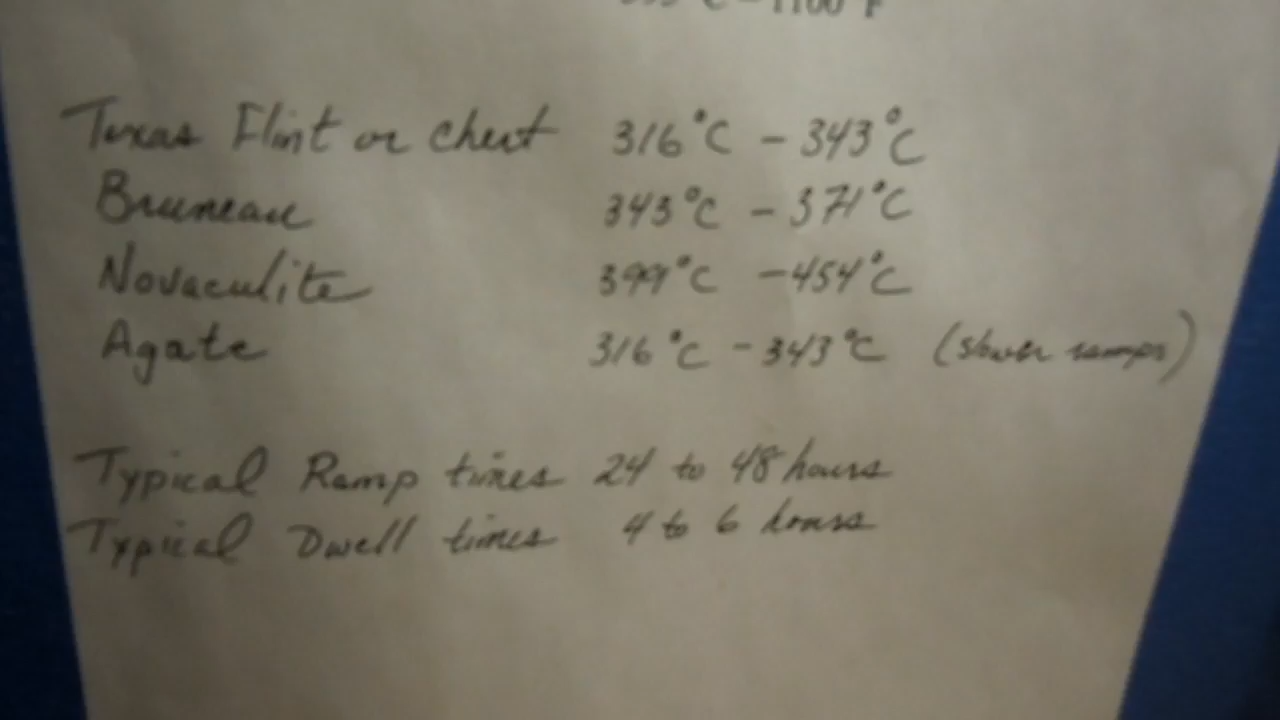 - 1100°F
Texas Flint or Chert 316°C - 343°C
Bruneau 343°C - 371°C
Novaculite 399°C - 454°C
Agate 316°C - 343°C (slower ramps)
Typical Ramp times 24 to 48 hours
Typical Dwell times 4 to 6 hours